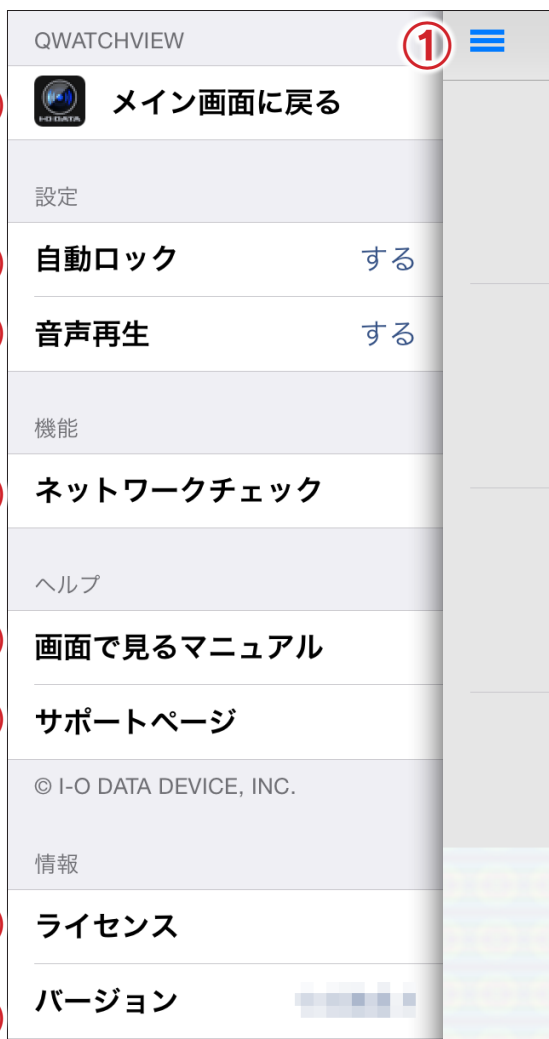 QWATCHVIEW
①
I-O DATA
メイン画面に戻る
設定
自動ロック する
音声再生 する
機能
ネットワークチェック
ヘルプ
画面で見るマニュアル
サポートページ
© I-O DATA DEVICE, INC.
情報
ライセンス
バージョン